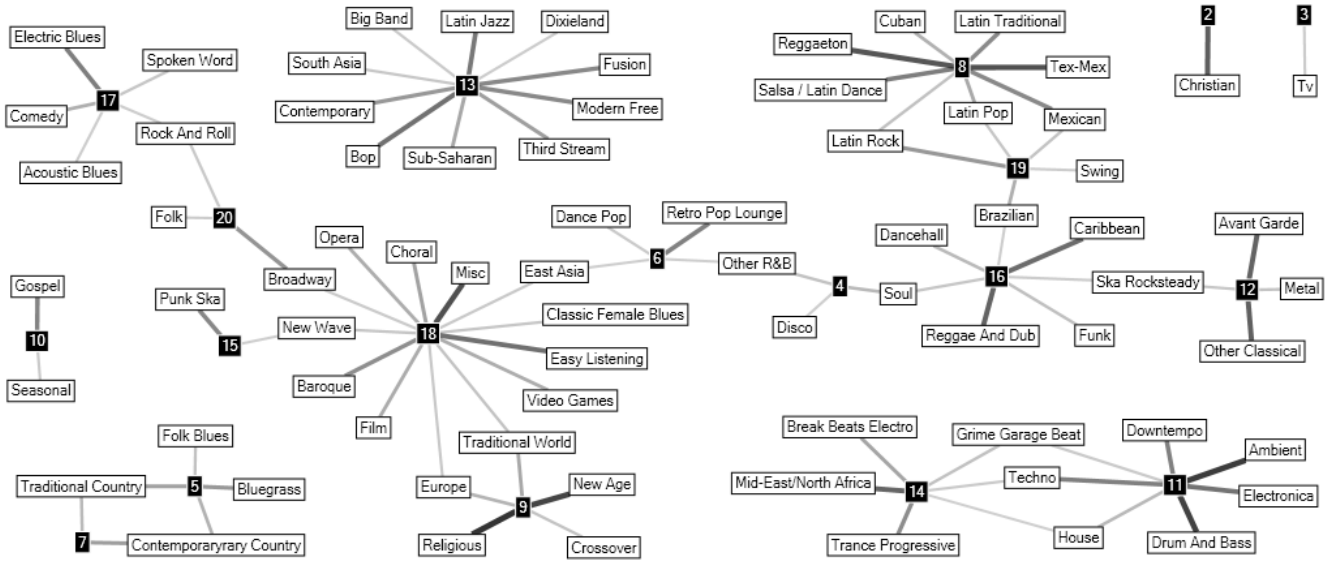 Electric Blues
Spoken Word
17
Comedy
Rock And Roll
Acoustic Blues
Folk
20
Broadway
Big Band
Latin Jazz
Dixieland
South Asia
Fusion
13
Contemporary
Modern Free
Bop
Sub-Saharan
Third Stream
Cuban
Latin Traditional
Reggaeton
8
Tex-Mex
Salsa / Latin Dance
Latin Pop
Mexican
Latin Rock
19
Swing
Brazilian
2
Christian
3
Tv
Opera
Choral
Misc
East Asia
Dance Pop
Retro Pop Lounge
6
Other R&B
4
Disco
Soul
Dancehall
Caribbean
16
Ska Rocksteady
Reggae And Dub
Funk
Avant Garde
12
Metal
Other Classical
Gospel
10
Seasonal
Punk Ska
15
New Wave
18
Classic Female Blues
Easy Listening
Baroque
Video Games
Film
Traditional World
Europe
9
New Age
Religious
Crossover
Folk Blues
Traditional Country
5
Bluegrass
7
Contemporaryrary Country
Break Beats Electro
Grime Garage Beat
Downtempo
Ambient
Mid-East/North Africa
14
Techno
11
Electronica
Trance Progressive
House
Drum And Bass